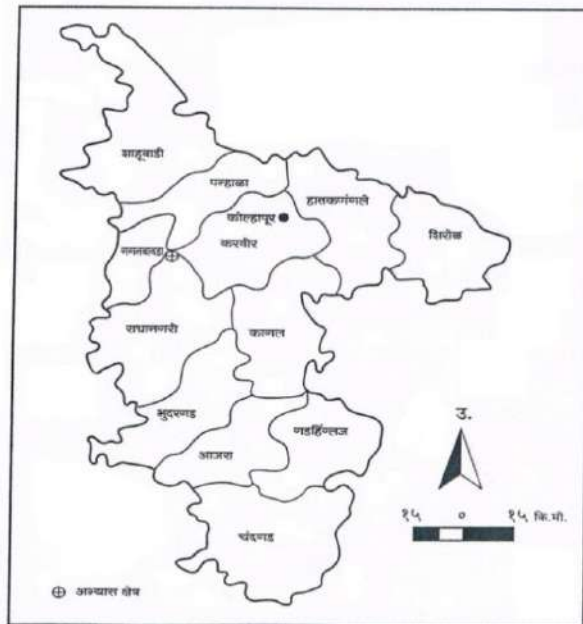 शाहूवाडी
पन्हाळा
हातकणंगले
कोल्हापूर
करवीर
शिरोळ
गगनबावडा
राधानगरी
कागल
भुदरगड
आजरा
गडहिंग्लज
चंदगड
उ.
१५ ० १५ कि.मी.
अभ्यास क्षेत्र